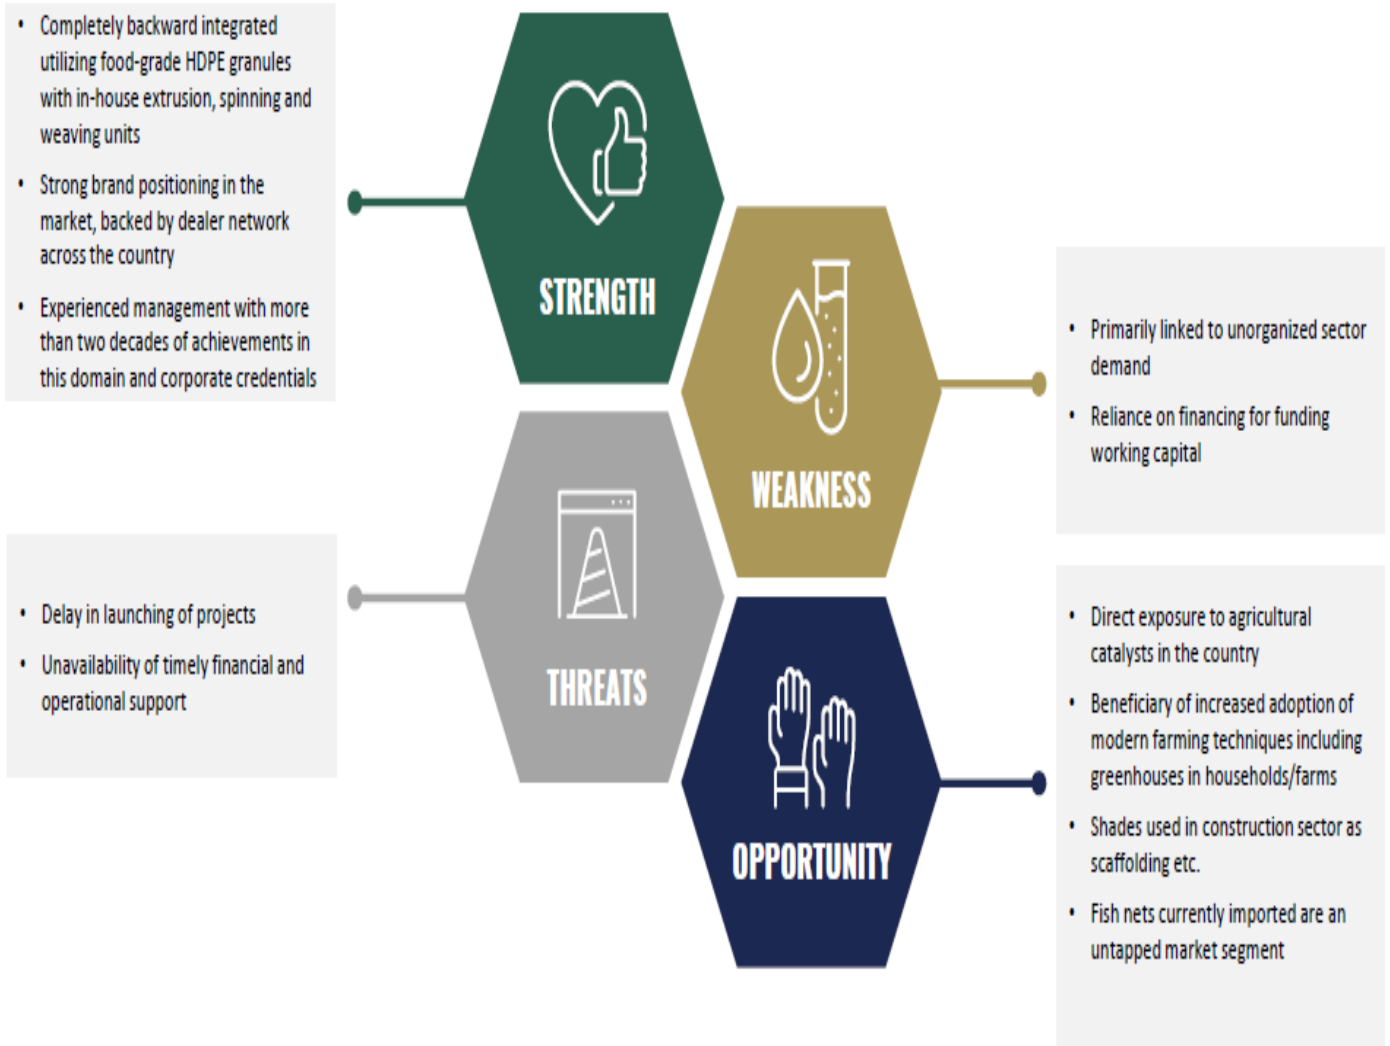 • Completely backward integrated
utilizing food-grade HDPE granules
with in-house extrusion, spinning and
weaving units
• Strong brand positioning in the
market, backed by dealer network
across the country
• Experienced management with more
than two decades of achievements in
this domain and corporate credentials
STRENGTH
WEAKNESS
• Primarily linked to unorganized sector
demand
• Reliance on financing for funding
working capital
• Delay in launching of projects
• Unavailability of timely financial and
operational support
THREATS
OPPORTUNITY
• Direct exposure to agricultural
catalysts in the country
• Beneficiary of increased adoption of
modern farming techniques including
greenhouses in households/farms
• Shades used in construction sector as
scaffolding etc.
• Fish nets currently imported are an
untapped market segment